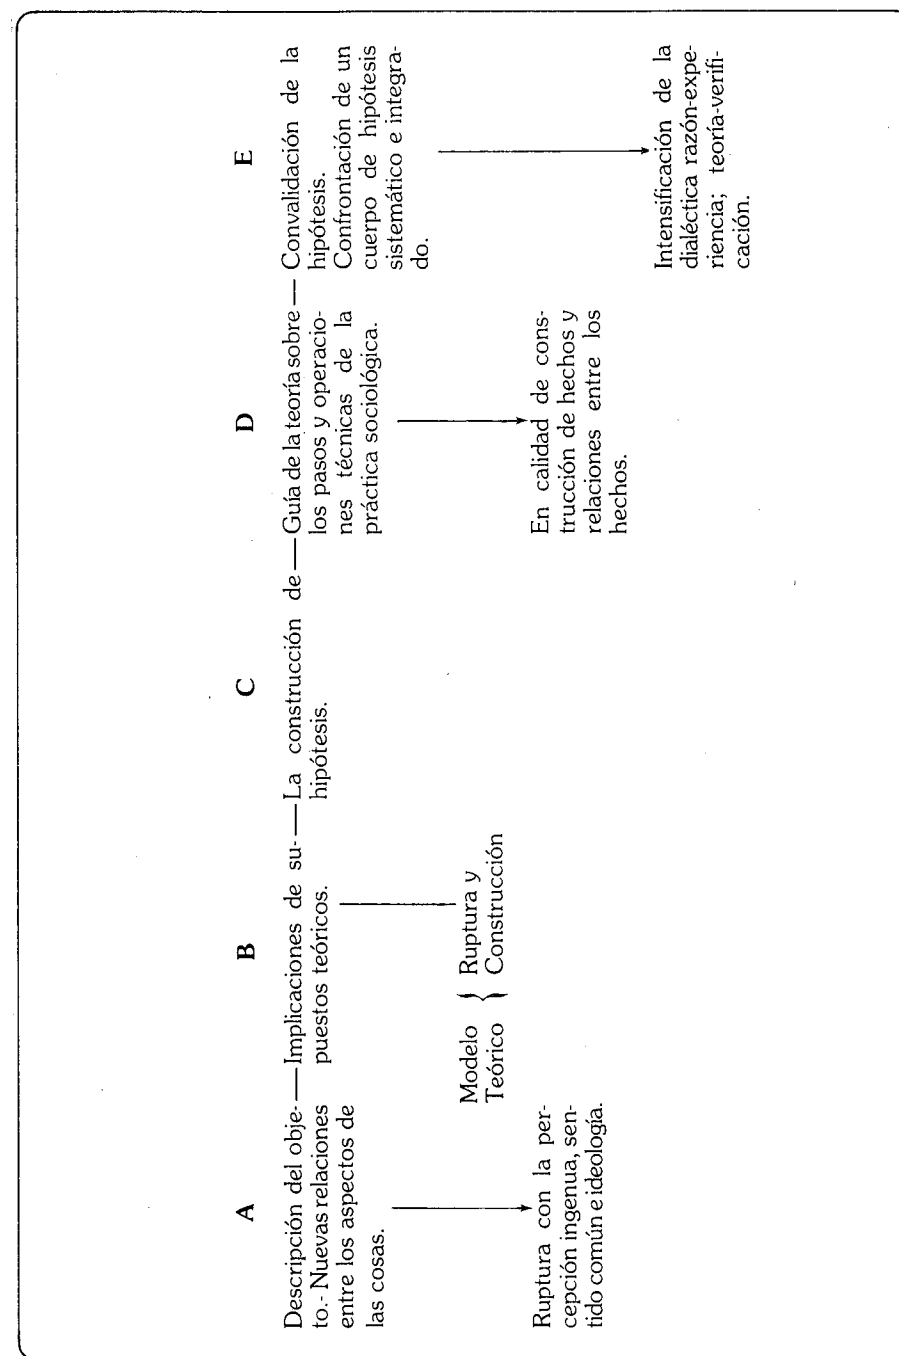 A
Descripción del obje-
to.- Nuevas relaciones
entre los aspectos de
las cosas.
Ruptura con la per-
cepción ingenua, sen-
tido común e ideología.
B
Implicaciones de su-
puestos teóricos.
Modelo
Teórico
Ruptura y
Construcción
C
La construcción de
hipótesis.
D
Guía de la teoría sobre
los pasos y operacio-
nes técnicas de la
práctica sociológica.
En calidad de cons-
trucción de hechos y
relaciones entre los
hechos.
E
Convalidación de la
hipótesis.
Confrontación de un
cuerpo de hipótesis
sistemático e integra-
do.
Intensificación de la
dialéctica razón-expe-
riencia; teoría-verifi-
cación.